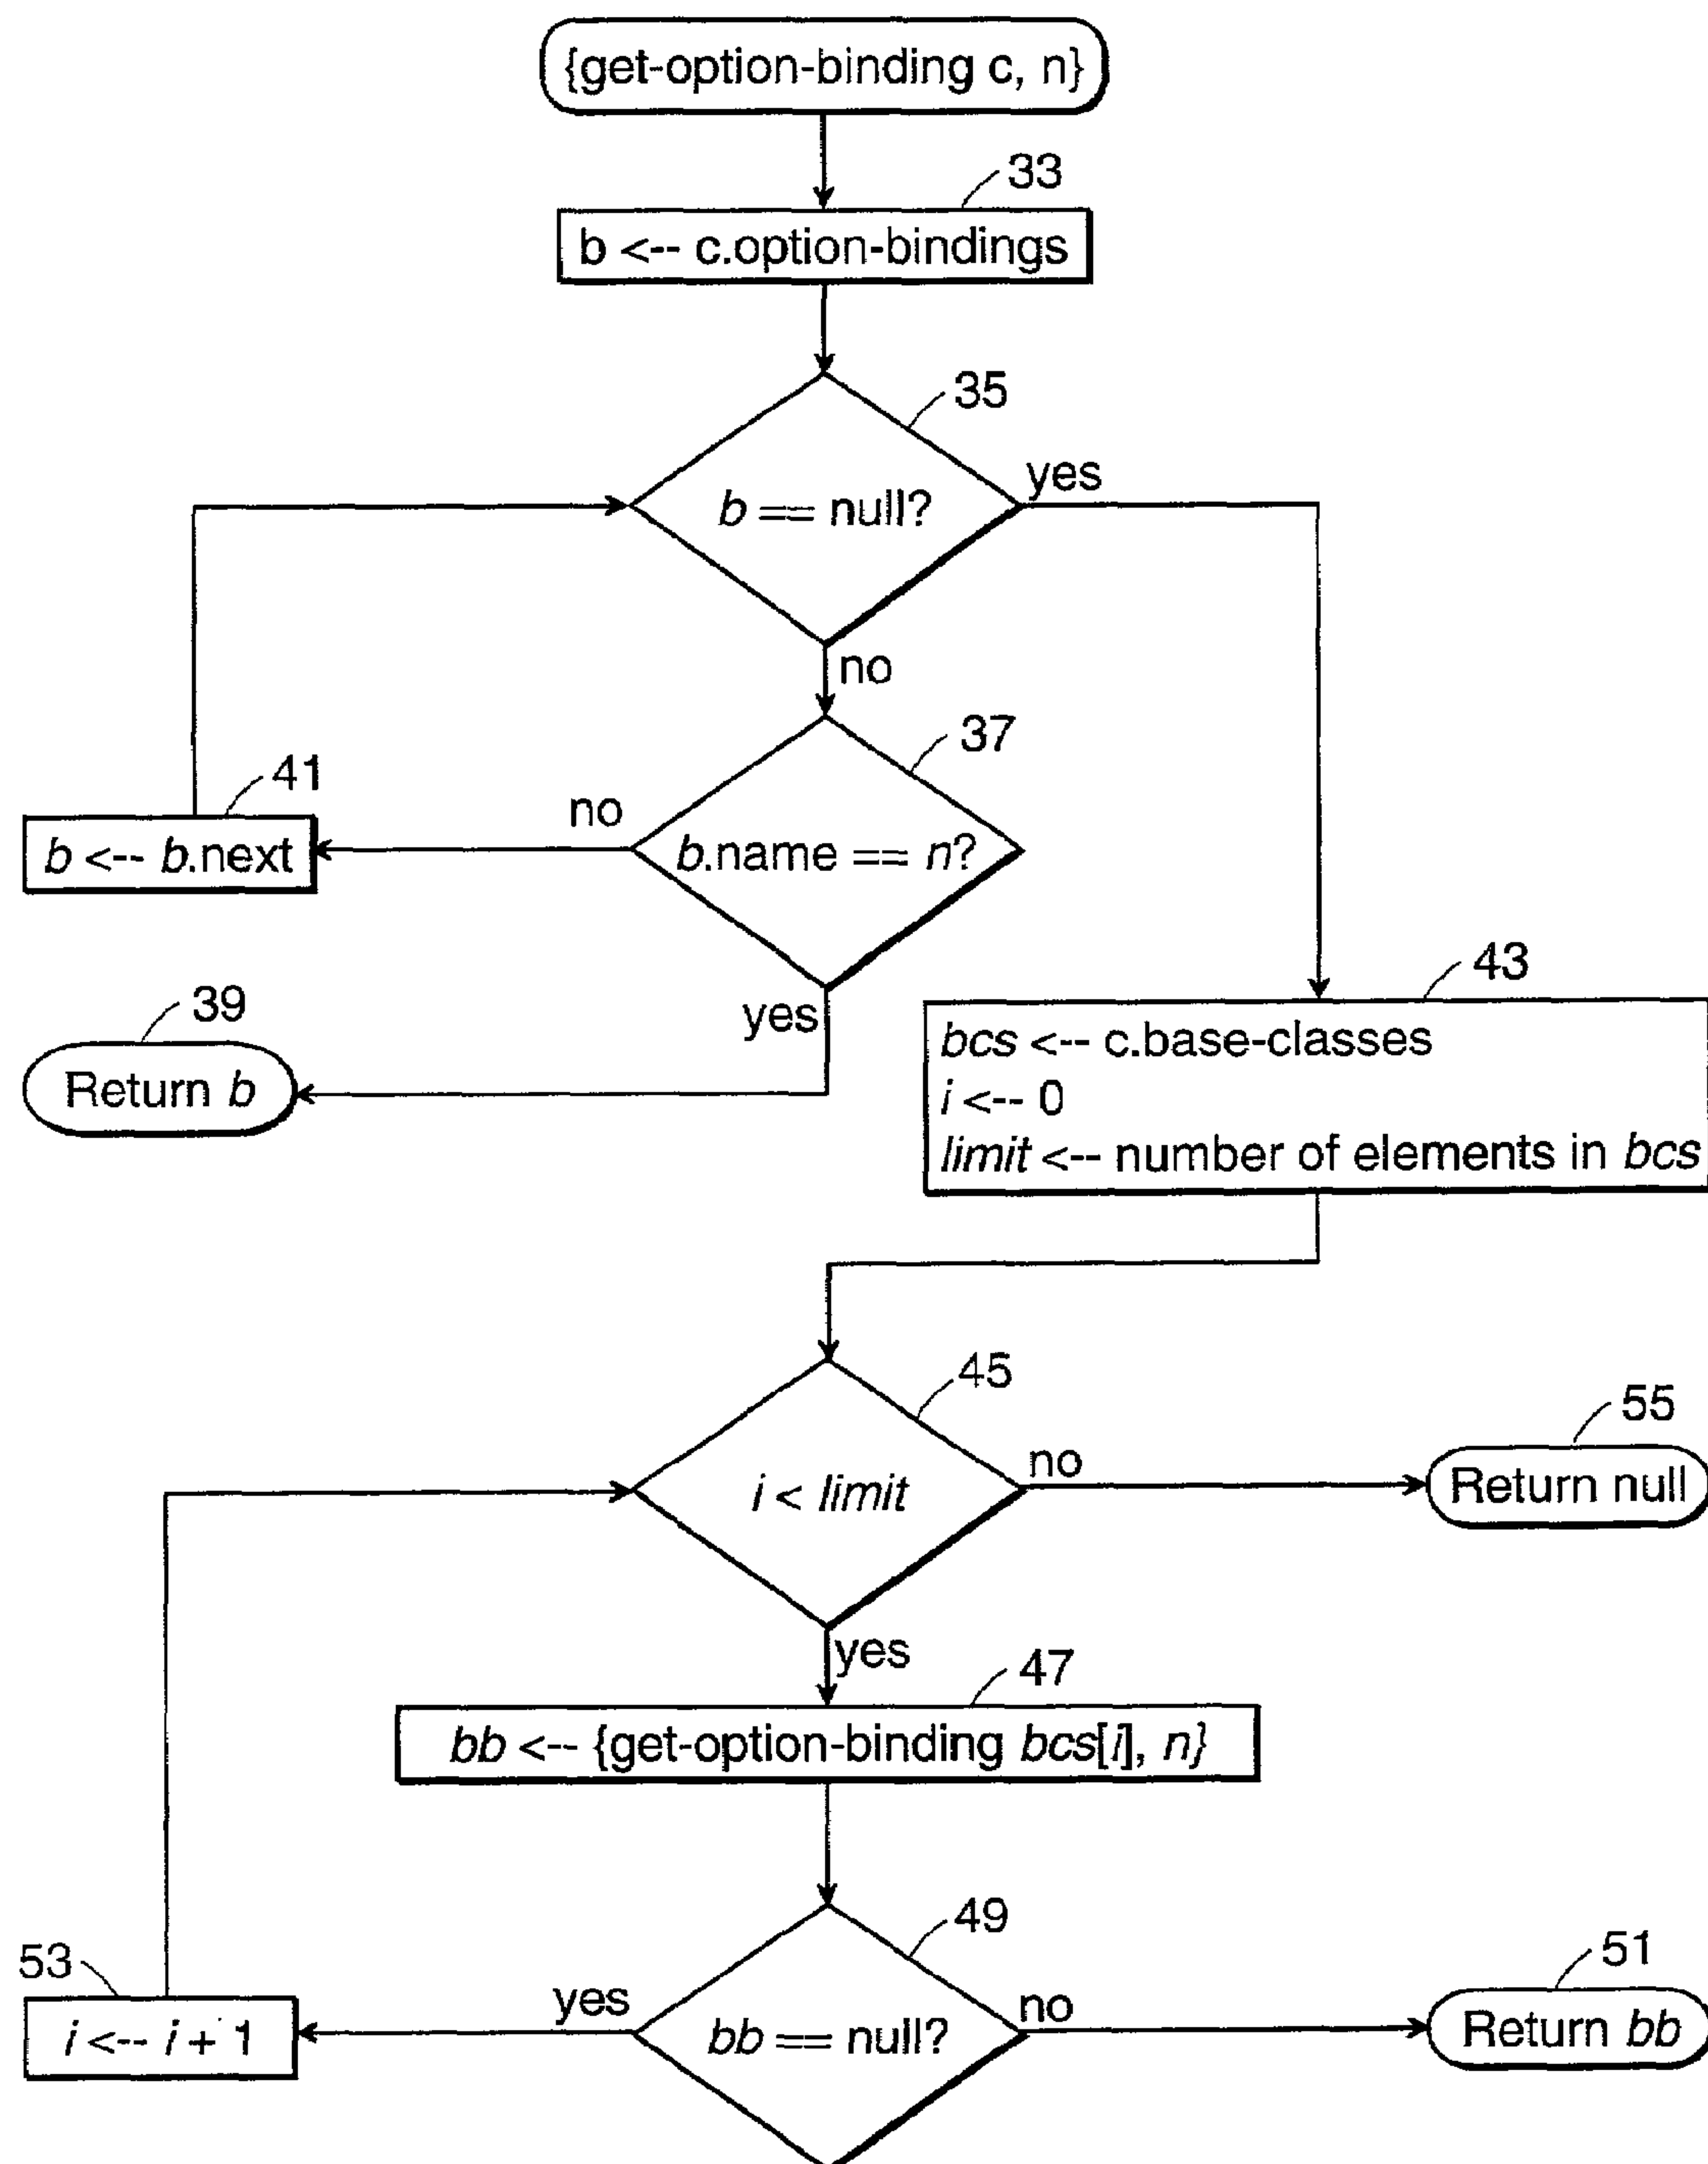 {get-option-binding c, n}
33
b <-- c.option-bindings
35
b == null?
yes
no
37
b.name == n?
no
41
b <-- b.next
yes
39
Return b
43
bcs <-- c.base-classes
i <-- 0
limit <-- number of elements in bcs
45
i < limit
no
55
Return null
yes
47
bb <-- {get-option-binding bcs[i], n}
49
bb == null?
yes
53
i <-- i + 1
no
51
Return bb